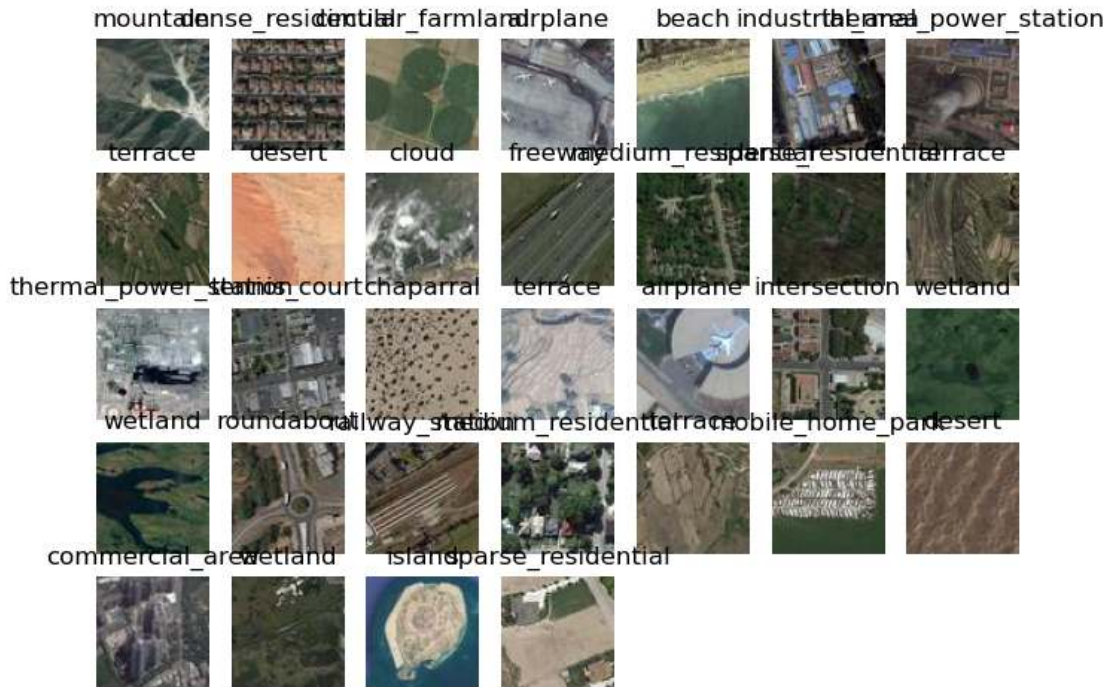 mountain dense_residential circular_farmland airplane beach industrial_area thermal_power_station
terrace desert cloud freeway medium_residential sparse_residential terrace
thermal_power_station tennis_court chaparral terrace airplane intersection wetland
wetland roundabout railway_station medium_residential terrace mobile_home_park desert
commercial_area wetland island sparse_residential